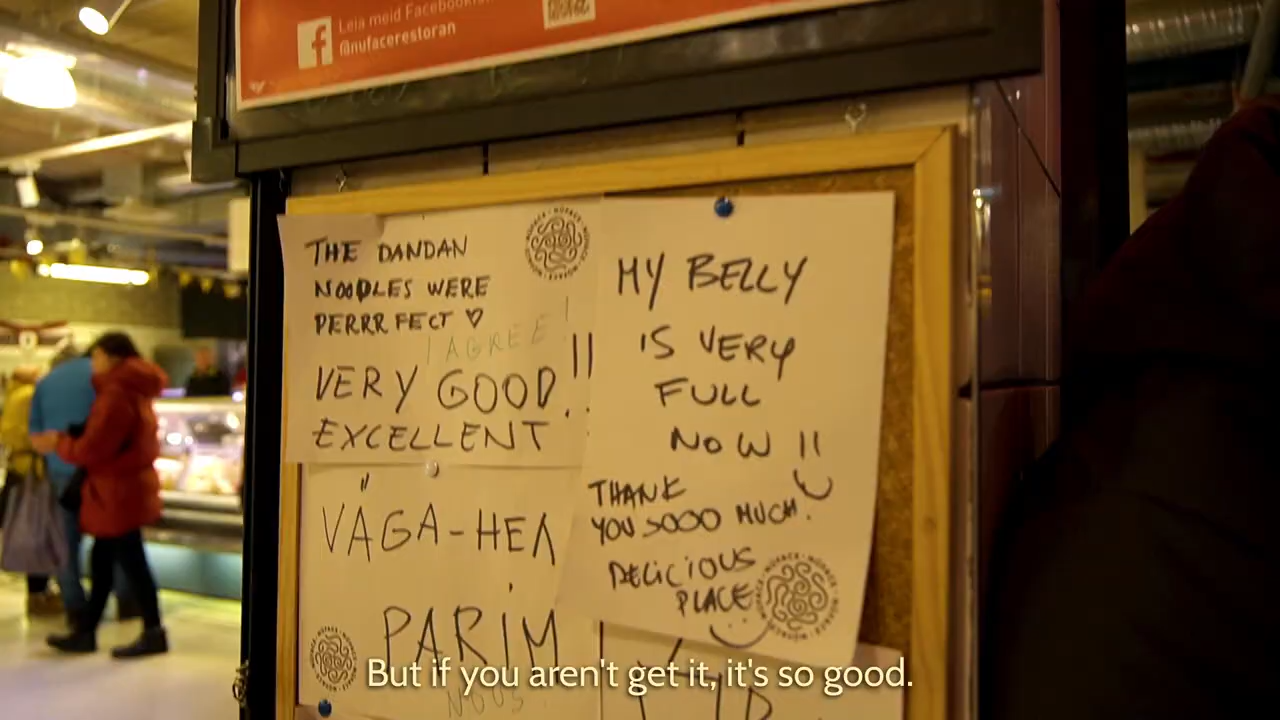 Leia meid Facebookist
@nufacerestoran
THE DANDAN
NOODLES WERE
PERRRFECT ♡
I AGREE!
VERY GOOD!!
EXCELLENT
VÄGA-HEA
PARIM
MY BELLY
IS VERY
FULL
NOW !!
THANK
YOU SOOO MUCH.
DELICIOUS
PLACE
But if you aren't get it, it's so good.